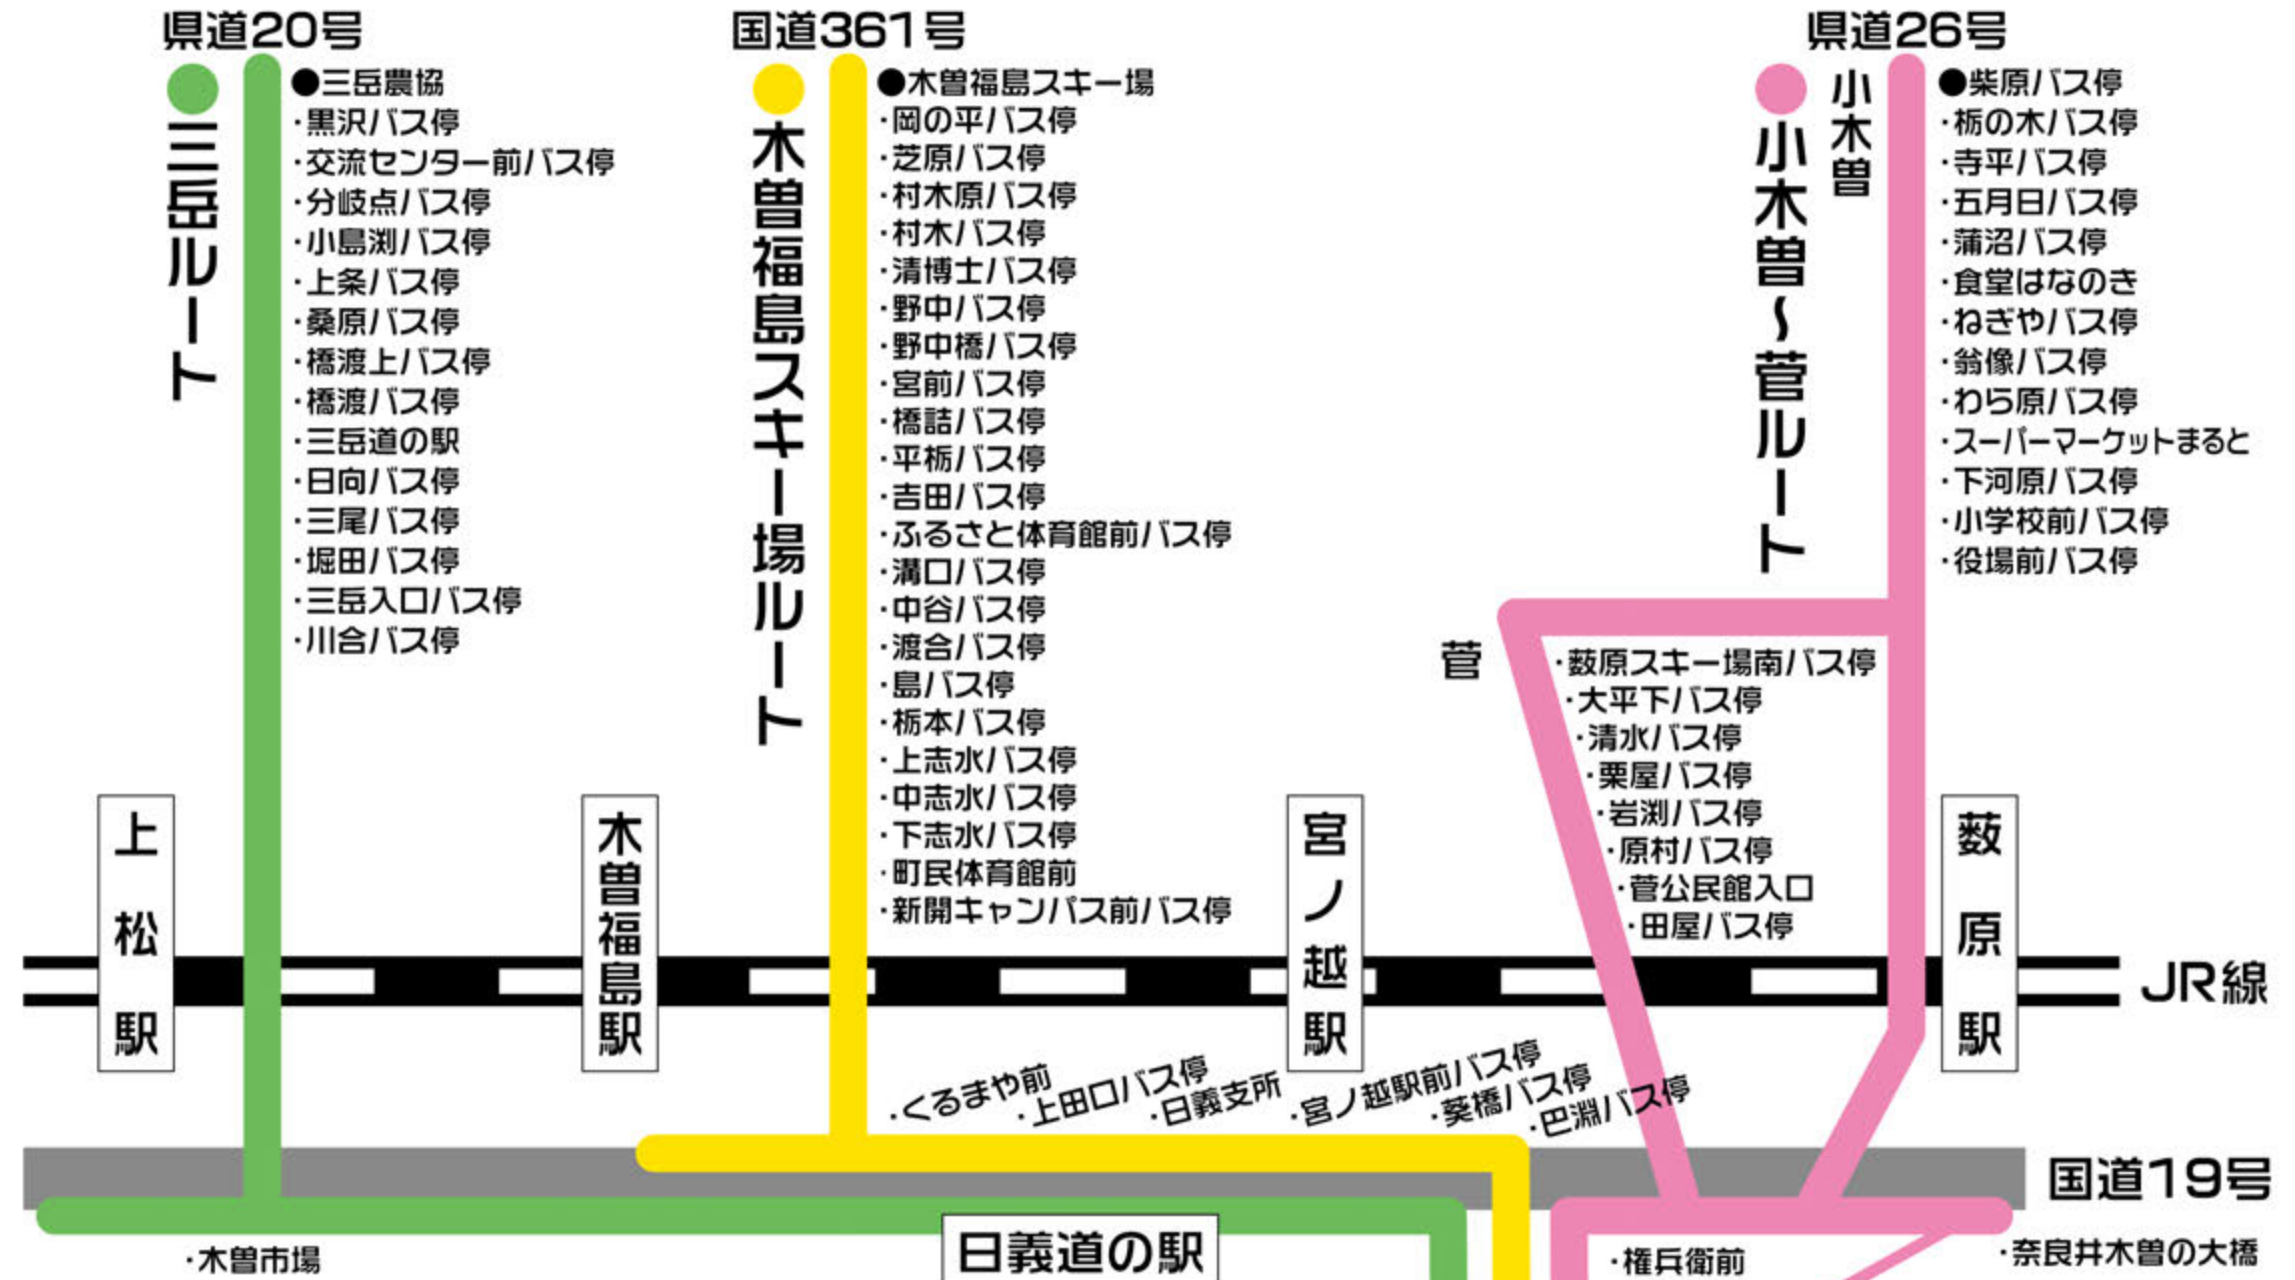 県道20号
三岳ルート
●三岳農協
・黒沢バス停
・交流センター前バス停
・分岐点バス停
・小島渕バス停
・上条バス停
・桑原バス停
・橋渡上バス停
・橋渡バス停
・三岳道の駅
・日向バス停
・三尾バス停
・堀田バス停
・三岳入口バス停
・川合バス停
国道361号
木曽福島スキー場ルート
●木曽福島スキー場
・岡の平バス停
・芝原バス停
・村木原バス停
・村木バス停
・清博士バス停
・野中バス停
・野中橋バス停
・宮前バス停
・橋詰バス停
・平栃バス停
・吉田バス停
・ふるさと体育館前バス停
・溝口バス停
・中谷バス停
・渡合バス停
・島バス停
・栃本バス停
・上志水バス停
・中志水バス停
・下志水バス停
・町民体育館前
・新開キャンパス前バス停
県道26号
小木曽〜菅ルート
小木曽
●柴原バス停
・栃の木バス停
・寺平バス停
・五月日バス停
・蒲沼バス停
・食堂はなのき
・ねぎやバス停
・翁像バス停
・わら原バス停
・スーパーマーケットまると
・下河原バス停
・小学校前バス停
・役場前バス停
菅
・薮原スキー場南バス停
・大平下バス停
・清水バス停
・栗屋バス停
・岩渕バス停
・原村バス停
・菅公民館入口
・田屋バス停
上松駅
木曽福島駅
宮ノ越駅
薮原駅
JR線
・くるまや前
・上田口バス停
・日義支所
・宮ノ越駅前バス停
・葵橋バス停
・巴淵バス停
国道19号
・木曽市場
日義道の駅
・権兵衛前
・奈良井木曽の大橋